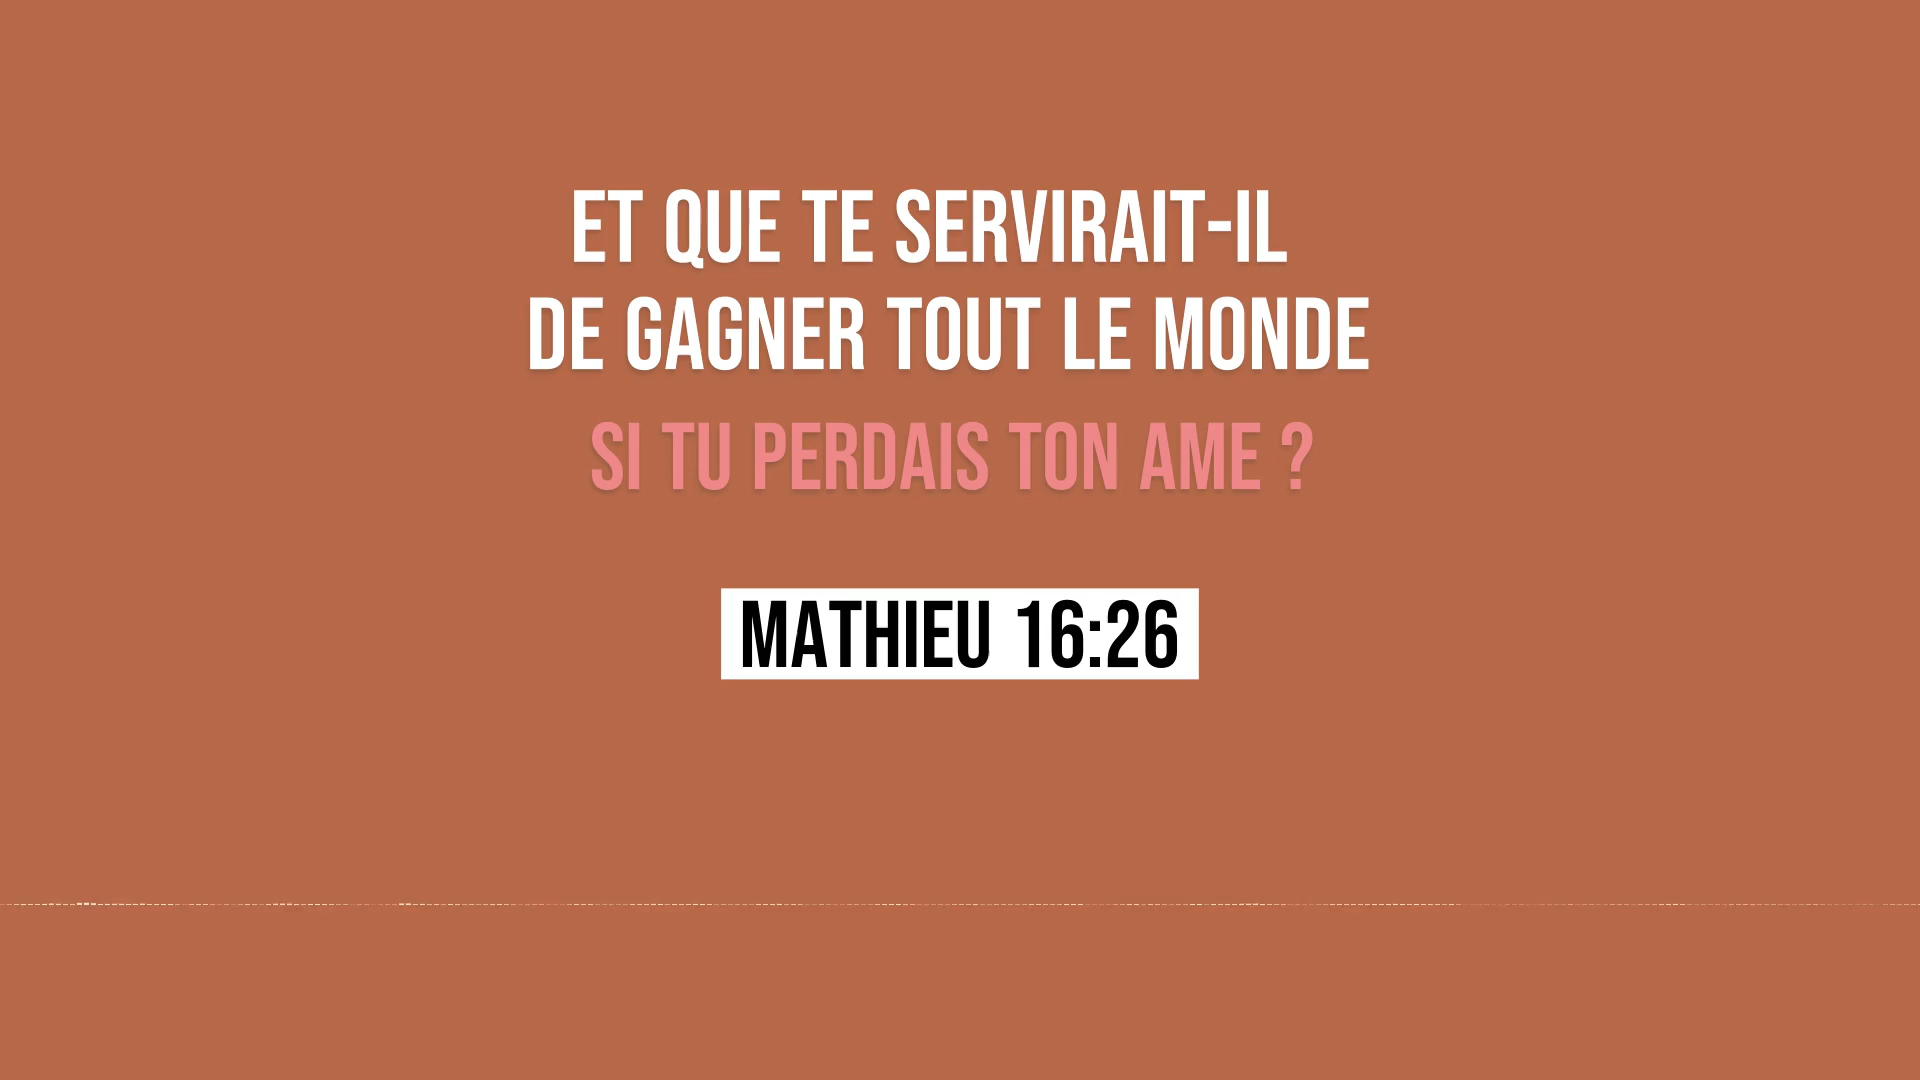 ET QUE TE SERVIRAIT-IL
DE GAGNER TOUT LE MONDE
SI TU PERDAIS TON AME ?
MATHIEU 16:26